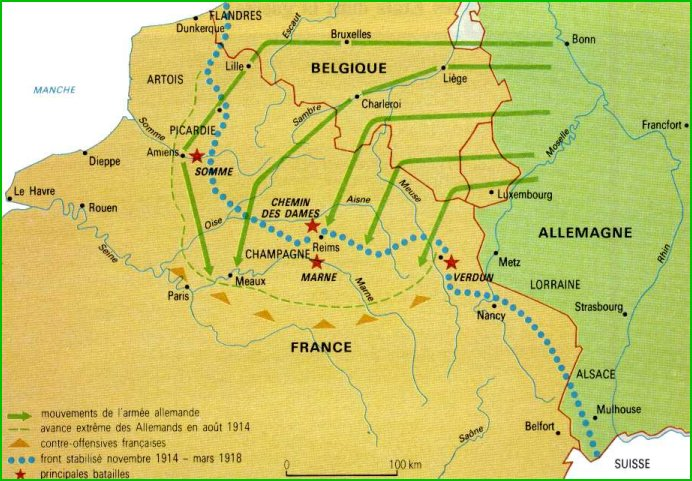 FLANDRES
Dunkerque
Escaut
Bruxelles
Bonn
Lille
BELGIQUE
Liège
ARTOIS
MANCHE
Charleroi
Sambre
Somme
PICARDIE
Francfort
Moselle
Amiens
Dieppe
SOMME
Meuse
Le Havre
Luxembourg
Rouen
CHEMIN
DES DAMES
Aisne
Oise
ALLEMAGNE
Reims
Seine
CHAMPAGNE
Rhin
Metz
MARNE
VERDUN
Meaux
LORRAINE
Paris
Marne
Nancy
Strasbourg
FRANCE
ALSACE
Mulhouse
Belfort
Saône
SUISSE
mouvements de l'armée allemande
avance extrême des Allemands en août 1914
contre-offensives françaises
front stabilisé novembre 1914 – mars 1918
principales batailles
0
100 km